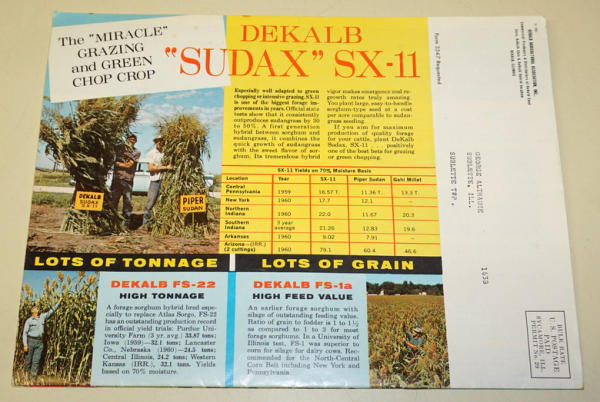 The "MIRACLE"
GRAZING
and GREEN
CHOP CROP
DEKALB
"SUDAX" SX-11
Especially well adapted to green
chopping or intensive grazing, SX-11
is one of the biggest forage im-
provements in years. Official state
tests show that it consistently
outproduces sudangrass by 30
to 50%. A first generation
hybrid between sorghum and
sudangrass, it combines the
quick growth of sudangrass
with the sweet flavor of sor-
ghum. Its tremendous hybrid
vigor makes emergence and re-
growth rates truly amazing.
You plant large, easy-to-handle
sorghum-type seed at a cost
per acre comparable to sudan-
grass seeding.
If you aim for maximum
production of quality forage
for your cattle, plant DeKalb
Sudax, SX-11 . . . positively
one of the best bets for grazing
or green chopping.
SX-11 Yields on 70% Moisture Basis
Location Year SX-11 Piper Sudan Gahi Millet
Central
Pennsylvania 1959 16.57 T. 11.36 T. 13.3 T.
New York 1960 17.7 12.1 —
Northern
Indiana 1960 22.0 11.67 20.3
Southern
Indiana 3 year
average 21.26 12.83 19.6
Arkansas 1960 9.02 7.91
Arizona—(IRR.)
(2 cuttings) 1960 79.1 60.4 46.6
DEKALB
SUDAX
SX-11
PIPER
SUDAN
LOTS OF TONNAGE
LOTS OF GRAIN
DEKALB FS-22
HIGH TONNAGE
A forage sorghum hybrid bred espe-
cially to replace Atlas Sorgo, FS-22
has an outstanding production record
in official yield trials: Purdue Uni-
versity Farm (3 yr. avg.) 33.87 tons;
Iowa (1959)—32.1 tons; Lancaster
Co., Nebraska (1960)—24.5 tons;
Central Illinois, 24.2 tons; Western
Kansas (IRR.), 32.1 tons. Yields
based on 70% moisture.
DEKALB FS-1a
HIGH FEED VALUE
An earlier forage sorghum with
silage of outstanding feeding value.
Ratio of grain to fodder is 1 to 1½
as compared to 1 to 3 for most
forage sorghums. In a University of
Illinois test, FS-1 was superior to
corn for silage for dairy cows. Rec-
ommended for the North-Central
Corn Belt including New York and
Pennsylvania.
Form 3547 Requested
DEKALB AGRICULTURAL ASSOCIATION, INC.
DEKALB, ILLINOIS
GEORGE ALTHAUS
SUBLETTE, ILL.
SUBLETTE TWP.
1639
BULK RATE
U. S. POSTAGE
PAID
SYCAMORE, ILL.
PERMIT No. 29